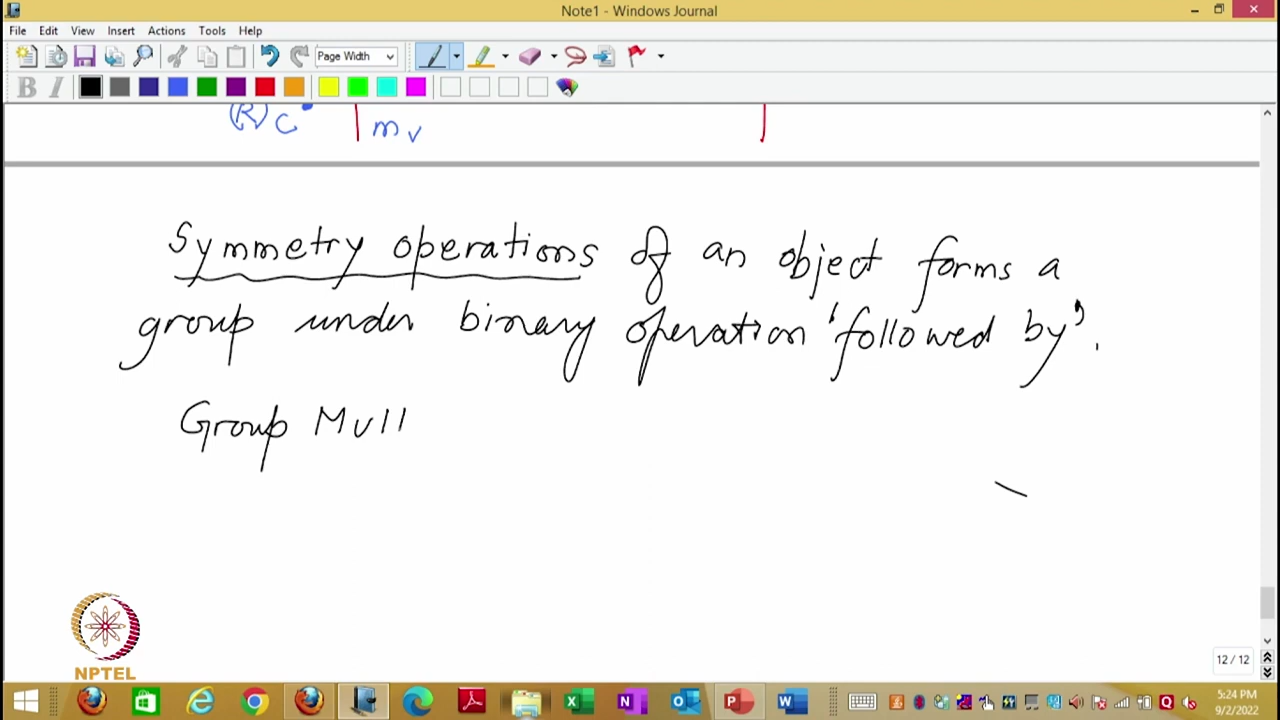 Note1 - Windows Journal
File Edit View Insert Actions Tools Help
Page Width
B I
(R) C m v
Symmetry operations of an object forms a
group under binary operation 'followed by'.
Group Mull
NPTEL
12 / 12
5:24 PM
9/2/2022